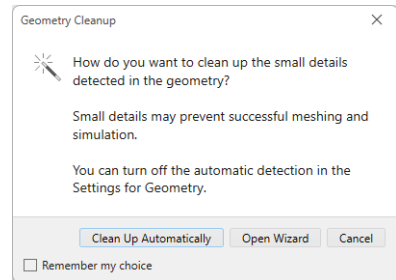 Geometry Cleanup
How do you want to clean up the small details
detected in the geometry?
Small details may prevent successful meshing and
simulation.
You can turn off the automatic detection in the
Settings for Geometry.
Clean Up Automatically Open Wizard Cancel
Remember my choice